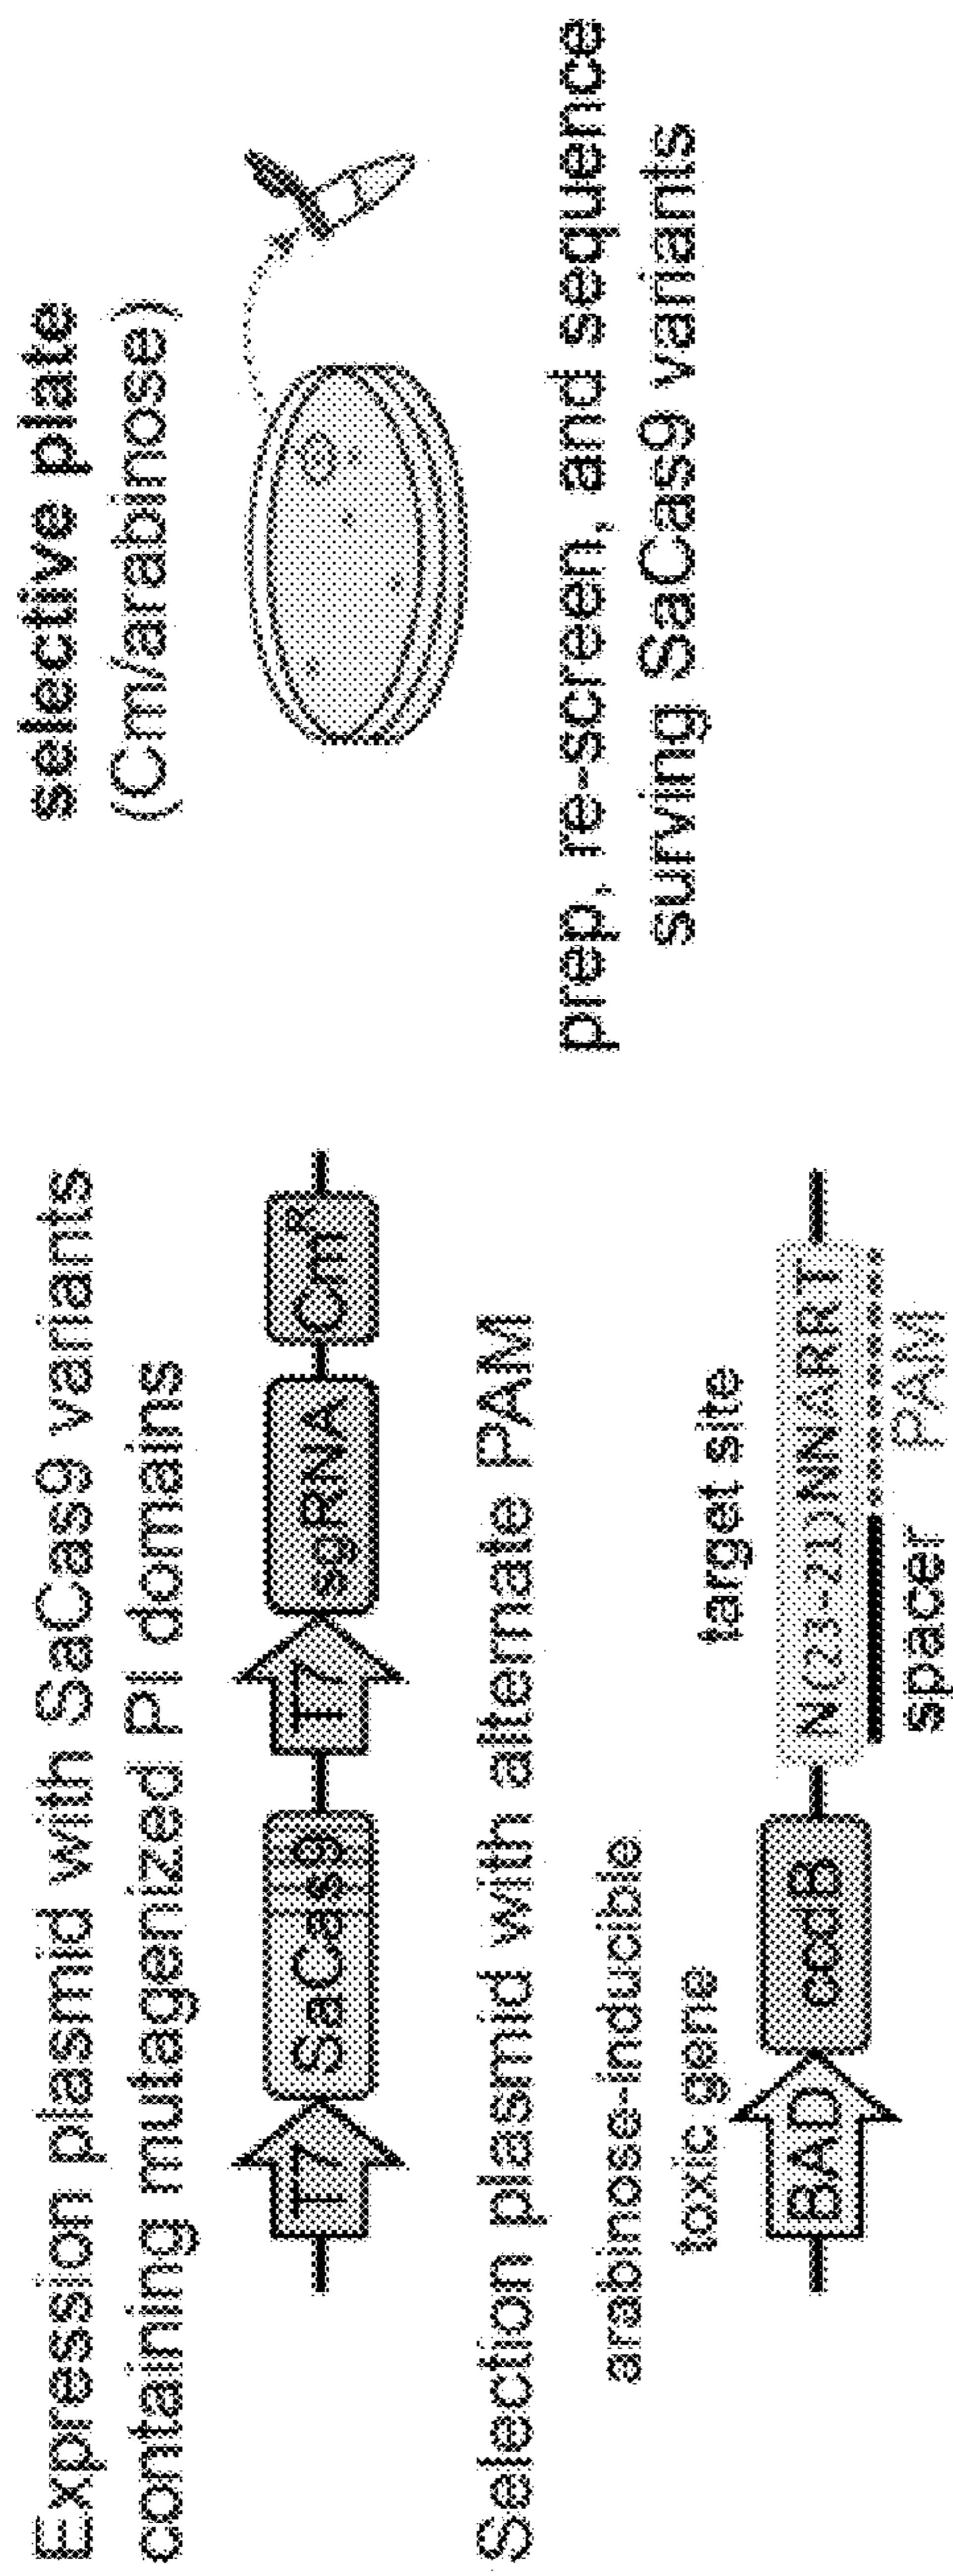 Expression plasmid with SaCas9 variants
containing mutagenized PI domains
T7
SaCas9
T7
sgRNA
CmR
Selection plasmid with alternate PAM
arabinose-inducible
toxic gene
target site
BAD
ccdB
N(23-21)NNARRT
spacer
PAM
selective plate
(Cm/arabinose)
prep, re-screen, and sequence
surving SaCas9 variants